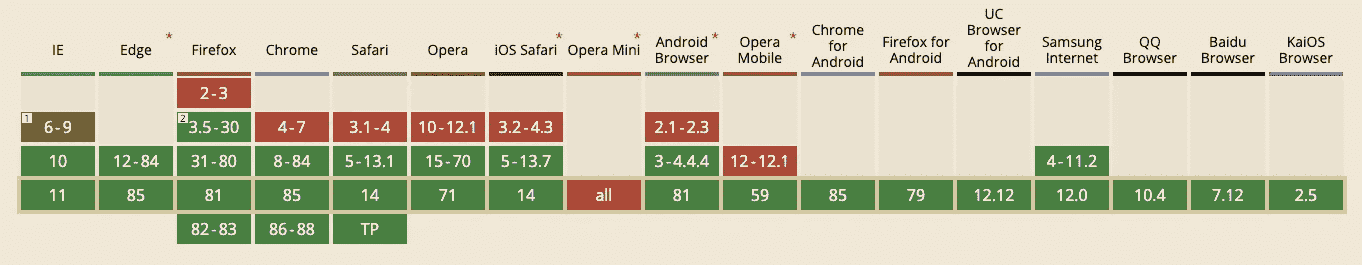 IE Edge * Firefox Chrome Safari Opera iOS Safari * Opera Mini * Android Browser * Opera Mobile * Chrome for Android Firefox for Android UC Browser for Android Samsung Internet QQ Browser Baidu Browser KaiOS Browser
2-3
1 6-9 2 3.5-30 4-7 3.1-4 10-12.1 3.2-4.3 2.1-2.3
10 12-84 31-80 8-84 5-13.1 15-70 5-13.7 3-4.4.4 12-12.1 4-11.2
11 85 81 85 14 71 14 all 81 59 85 79 12.12 12.0 10.4 7.12 2.5
82-83 86-88 TP